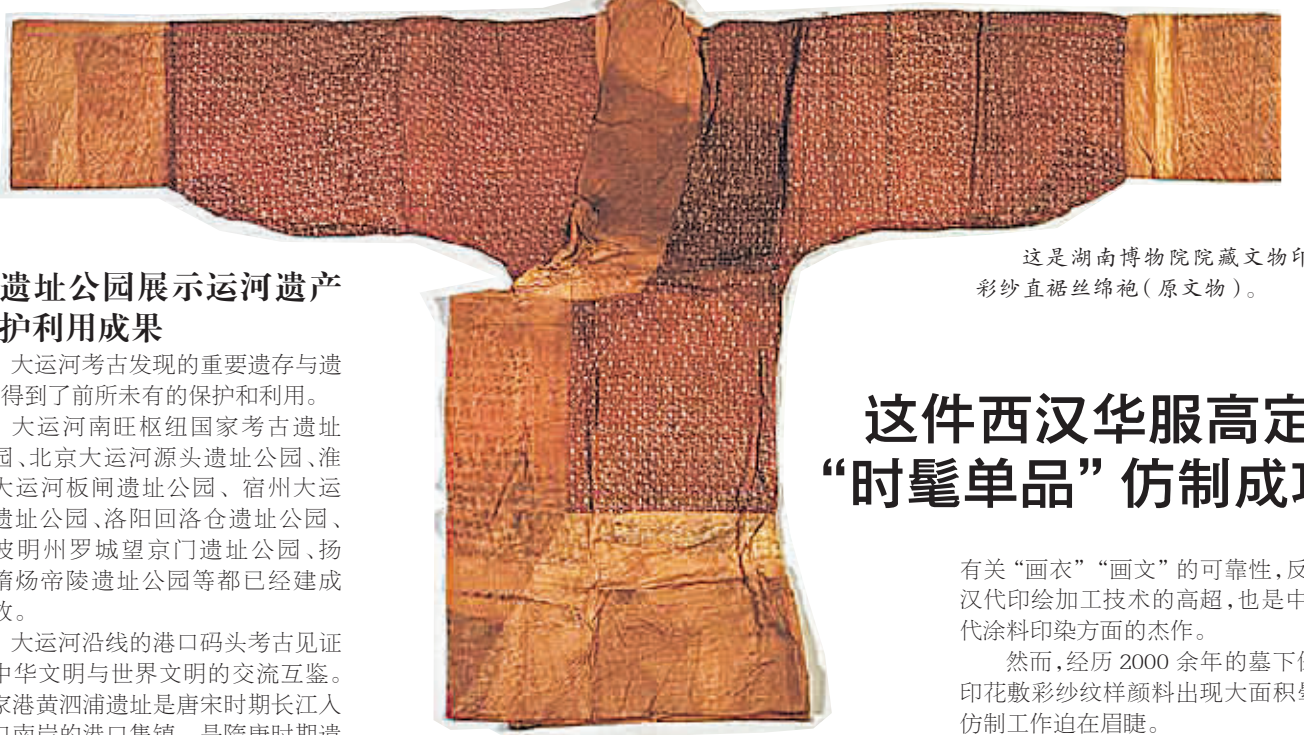 遗址公园展示运河遗产
护利用成果
大运河考古发现的重要遗存与遗
得到了前所未有的保护和利用。
大运河南旺枢纽国家考古遗址
园、北京大运河源头遗址公园、淮
大运河板闸遗址公园、宿州大运
遗址公园、洛阳回洛仓遗址公园、
波明州罗城望京门遗址公园、扬
隋炀帝陵遗址公园等都已经建成
放。
大运河沿线的港口码头考古见证
中华文明与世界文明的交流互鉴。
家港黄泗浦遗址是唐宋时期长江入
口南岸的港口集镇，是隋唐时期遗
这是湖南博物院院藏文物印
彩纱直裾丝绵袍（原文物）。
这件西汉华服高定
“时髦单品”仿制成功
有关“画衣”“画文”的可靠性，反
汉代印绘加工技术的高超，也是中
代涂料印染方面的杰作。
然而，经历2000余年的墓下
印花敷彩纱纹样颜料出现大面积
仿制工作迫在眉睫。